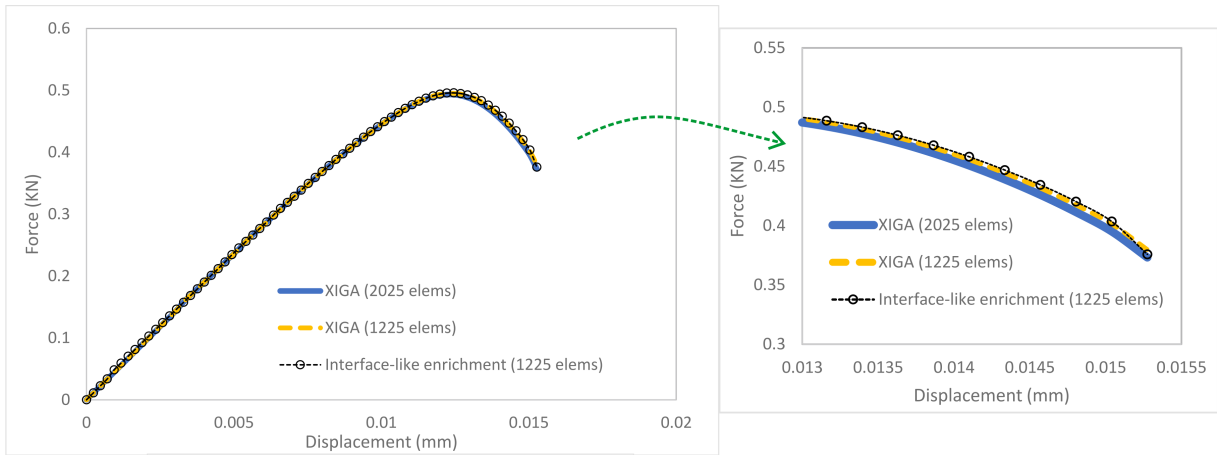 0.6
0.5
0.4
0.3
0.2
0.1
0
Force (KN)
XIGA (2025 elems)
XIGA (1225 elems)
Interface-like enrichment (1225 elems)
0 0.005 0.01 0.015 0.02
Displacement (mm)
0.55
0.5
0.45
0.4
0.35
0.3
Force (KN)
XIGA (2025 elems)
XIGA (1225 elems)
Interface-like enrichment (1225 elems)
0.013 0.0135 0.014 0.0145 0.015 0.0155
Displacement (mm)